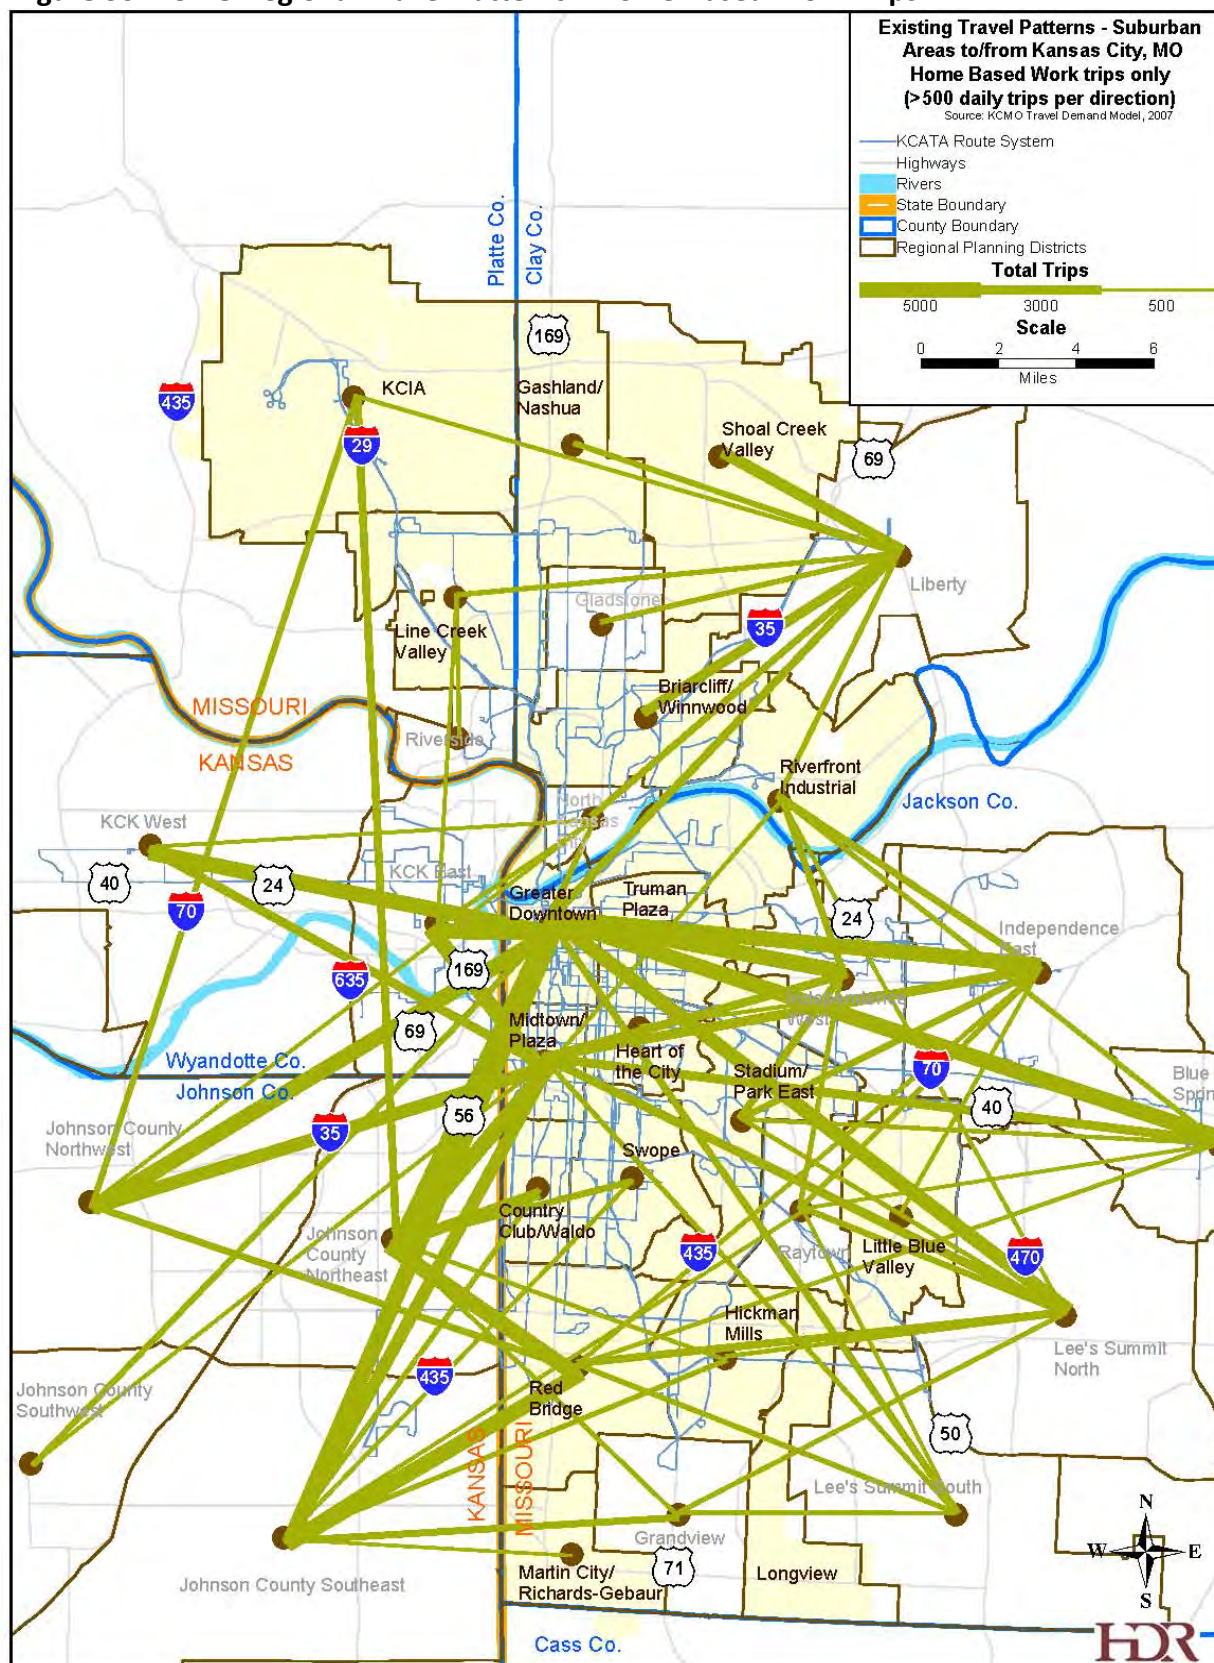 Existing Travel Patterns - Suburban
Areas to/from Kansas City, MO
Home Based Work trips only
(>500 daily trips per direction)
Source: KCMO Travel Demand Model, 2007
KCATA Route System
Highways
Rivers
State Boundary
County Boundary
Regional Planning Districts
Total Trips
5000 3000 500
Scale
0 2 4 6
Miles
Platte Co.
Clay Co.
169
435
KCIA
29
Gashland/
Nashua
Shoal Creek
Valley
69
Liberty
Gladstone
35
Line Creek
Valley
Briarcliff/
Winnwood
MISSOURI
KANSAS
Riverside
Riverfront
Industrial
Jackson Co.
North
Kansas
City
KCK West
40
24
KCK East
70
Greater
Downtown
Truman
Plaza
24
Independence
East
169
635
69
Independence
West
Midtown/
Plaza
Heart of
the City
Stadium/
Park East
70
40
Blue
Sprin
Wyandotte Co.
Johnson Co.
35
56
Johnson County
Northwest
Swope
Country
Club/Waldo
Johnson
County
Northeast
435
Raytown
Little Blue
Valley
470
Hickman
Mills
Lee's Summit
North
435
Red
Bridge
Johnson County
Southwest
KANSAS
MISSOURI
50
Lee's Summit South
Grandview
71
Martin City/
Richards-Gebaur
Longview
Johnson County Southeast
N
W E
S
Cass Co.
HDR